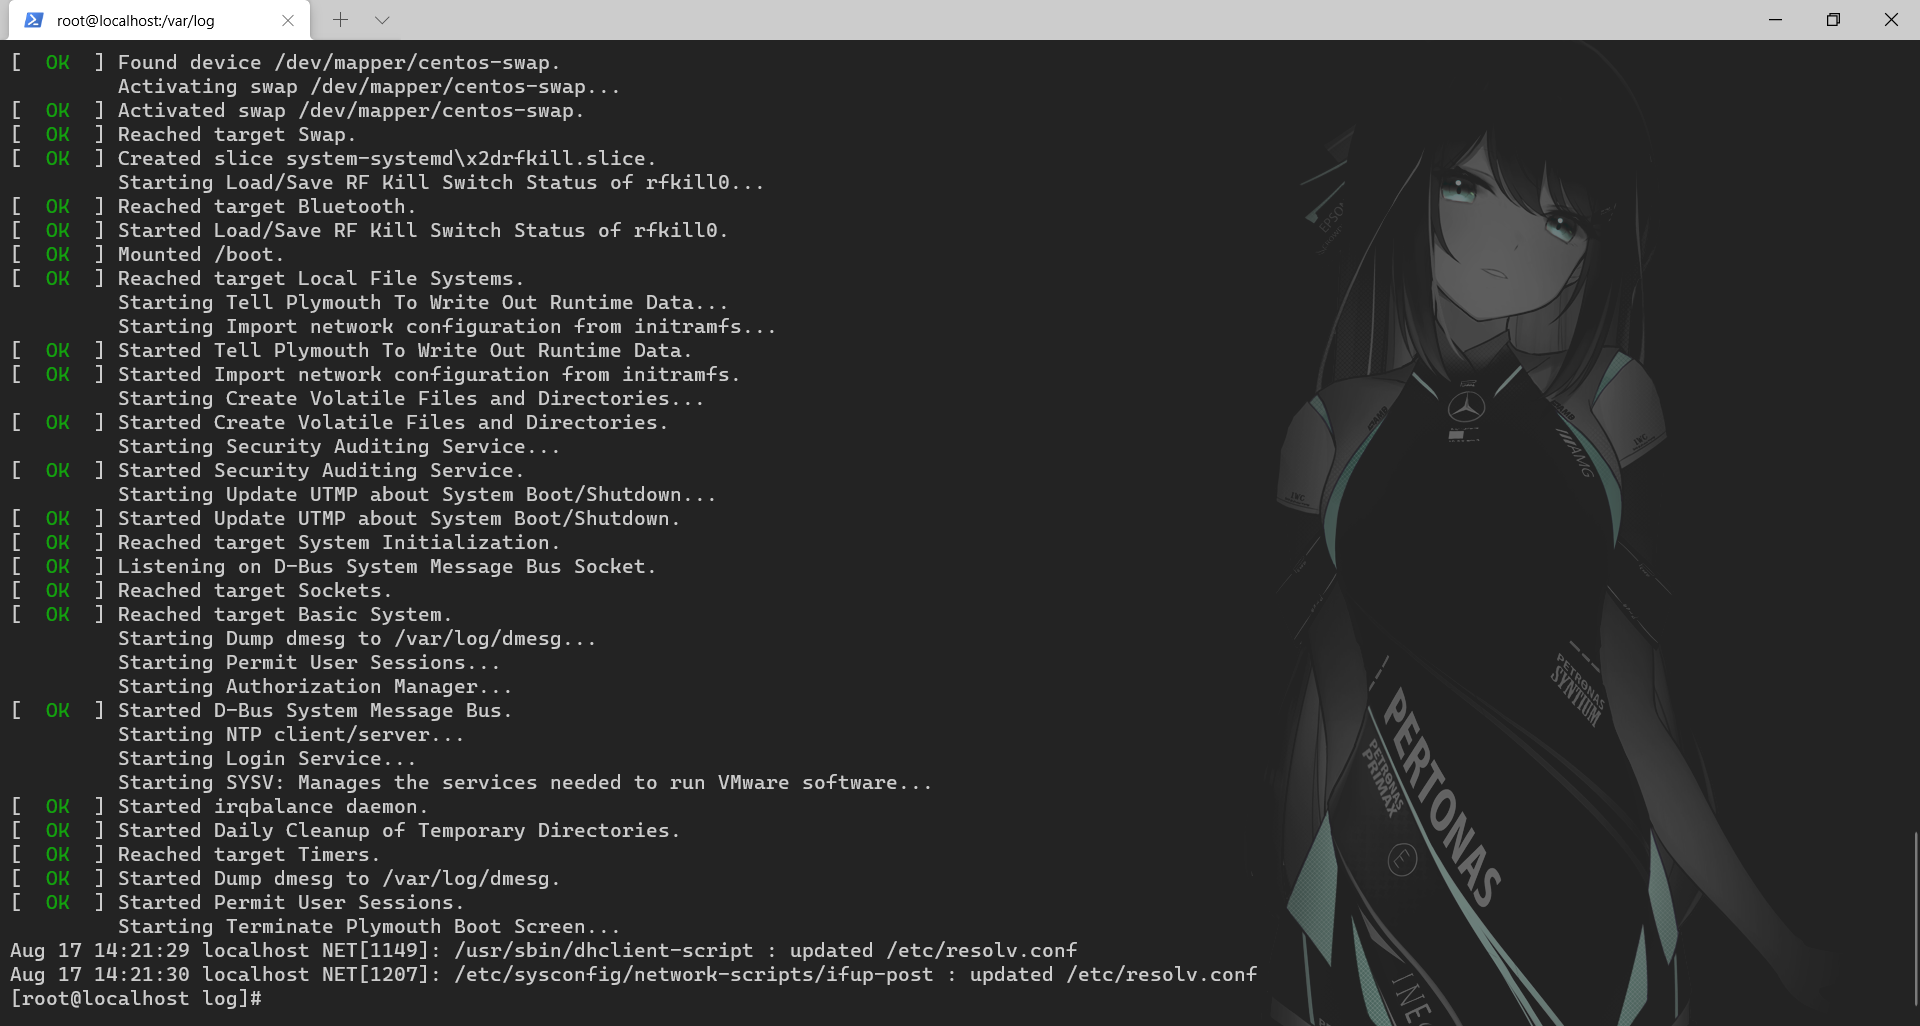 root@localhost:/var/log
[  OK  ] Found device /dev/mapper/centos-swap.
         Activating swap /dev/mapper/centos-swap...
[  OK  ] Activated swap /dev/mapper/centos-swap.
[  OK  ] Reached target Swap.
[  OK  ] Created slice system-systemd\x2drfkill.slice.
         Starting Load/Save RF Kill Switch Status of rfkill0...
[  OK  ] Reached target Bluetooth.
[  OK  ] Started Load/Save RF Kill Switch Status of rfkill0.
[  OK  ] Mounted /boot.
[  OK  ] Reached target Local File Systems.
         Starting Tell Plymouth To Write Out Runtime Data...
         Starting Import network configuration from initramfs...
[  OK  ] Started Tell Plymouth To Write Out Runtime Data.
[  OK  ] Started Import network configuration from initramfs.
         Starting Create Volatile Files and Directories...
[  OK  ] Started Create Volatile Files and Directories.
         Starting Security Auditing Service...
[  OK  ] Started Security Auditing Service.
         Starting Update UTMP about System Boot/Shutdown...
[  OK  ] Started Update UTMP about System Boot/Shutdown.
[  OK  ] Reached target System Initialization.
[  OK  ] Listening on D-Bus System Message Bus Socket.
[  OK  ] Reached target Sockets.
[  OK  ] Reached target Basic System.
         Starting Dump dmesg to /var/log/dmesg...
         Starting Permit User Sessions...
         Starting Authorization Manager...
[  OK  ] Started D-Bus System Message Bus.
         Starting NTP client/server...
         Starting Login Service...
         Starting SYSV: Manages the services needed to run VMware software...
[  OK  ] Started irqbalance daemon.
[  OK  ] Started Daily Cleanup of Temporary Directories.
[  OK  ] Reached target Timers.
[  OK  ] Started Dump dmesg to /var/log/dmesg.
[  OK  ] Started Permit User Sessions.
         Starting Terminate Plymouth Boot Screen...
Aug 17 14:21:29 localhost NET[1149]: /usr/sbin/dhclient-script : updated /etc/resolv.conf
Aug 17 14:21:30 localhost NET[1207]: /etc/sysconfig/network-scripts/ifup-post : updated /etc/resolv.conf
[root@localhost log]#
EPSON
AMG
IWC
IWC
PETRONAS
SYNTIUM
PERTONAS
PETRONAS
PRIMAX
E